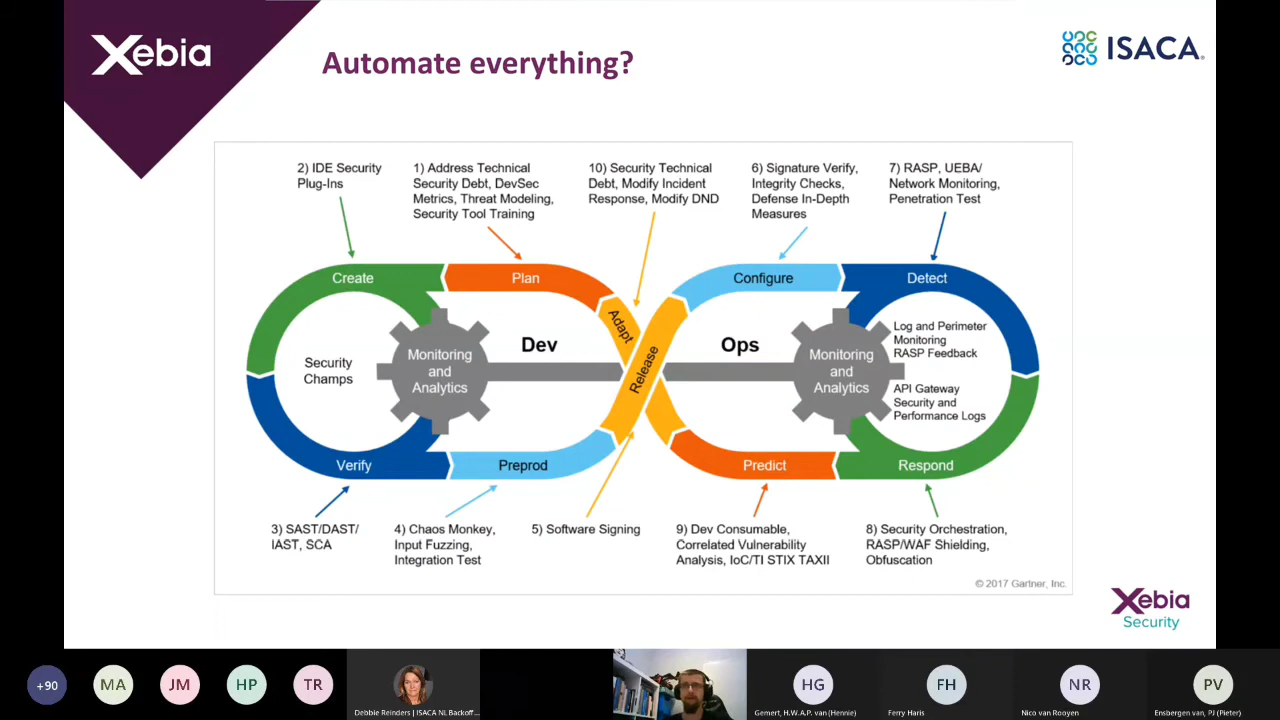 Xebia
Automate everything?
ISACA®
2) IDE Security
Plug-Ins
1) Address Technical
Security Debt, DevSec
Metrics, Threat Modeling,
Security Tool Training
10) Security Technical
Debt, Modify Incident
Response, Modify DND
6) Signature Verify,
Integrity Checks,
Defense In-Depth
Measures
7) RASP, UEBA/
Network Monitoring,
Penetration Test
Create
Plan
Adapt
Release
Configure
Detect
Security
Champs
Monitoring
and
Analytics
Dev
Ops
Monitoring
and
Analytics
Log and Perimeter
Monitoring
RASP Feedback
API Gateway
Security and
Performance Logs
Verify
Preprod
Predict
Respond
3) SAST/DAST/
IAST, SCA
4) Chaos Monkey,
Input Fuzzing,
Integration Test
5) Software Signing
9) Dev Consumable,
Correlated Vulnerability
Analysis, IoC/TI STIX TAXII
8) Security Orchestration,
RASP/WAF Shielding,
Obfuscation
© 2017 Gartner, Inc.
Xebia
Security
+90
MA
JM
HP
TR
Debbie Reinders | ISACA NL Backoff...
HG
Gemert, H.W.A.P. van (Hennie)
FH
Ferry Haris
NR
Nico van Rooyen
PV
Ensbergen van, PJ (Pieter)